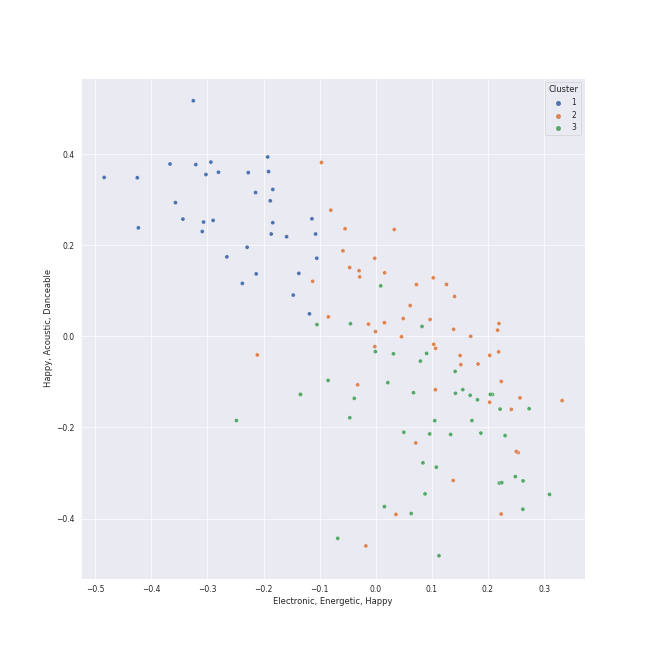 Cluster
1
2
3
0.4
0.2
0.0
−0.2
−0.4
Happy, Acoustic, Danceable
−0.5 −0.4 −0.3 −0.2 −0.1 0.0 0.1 0.2 0.3
Electronic, Energetic, Happy